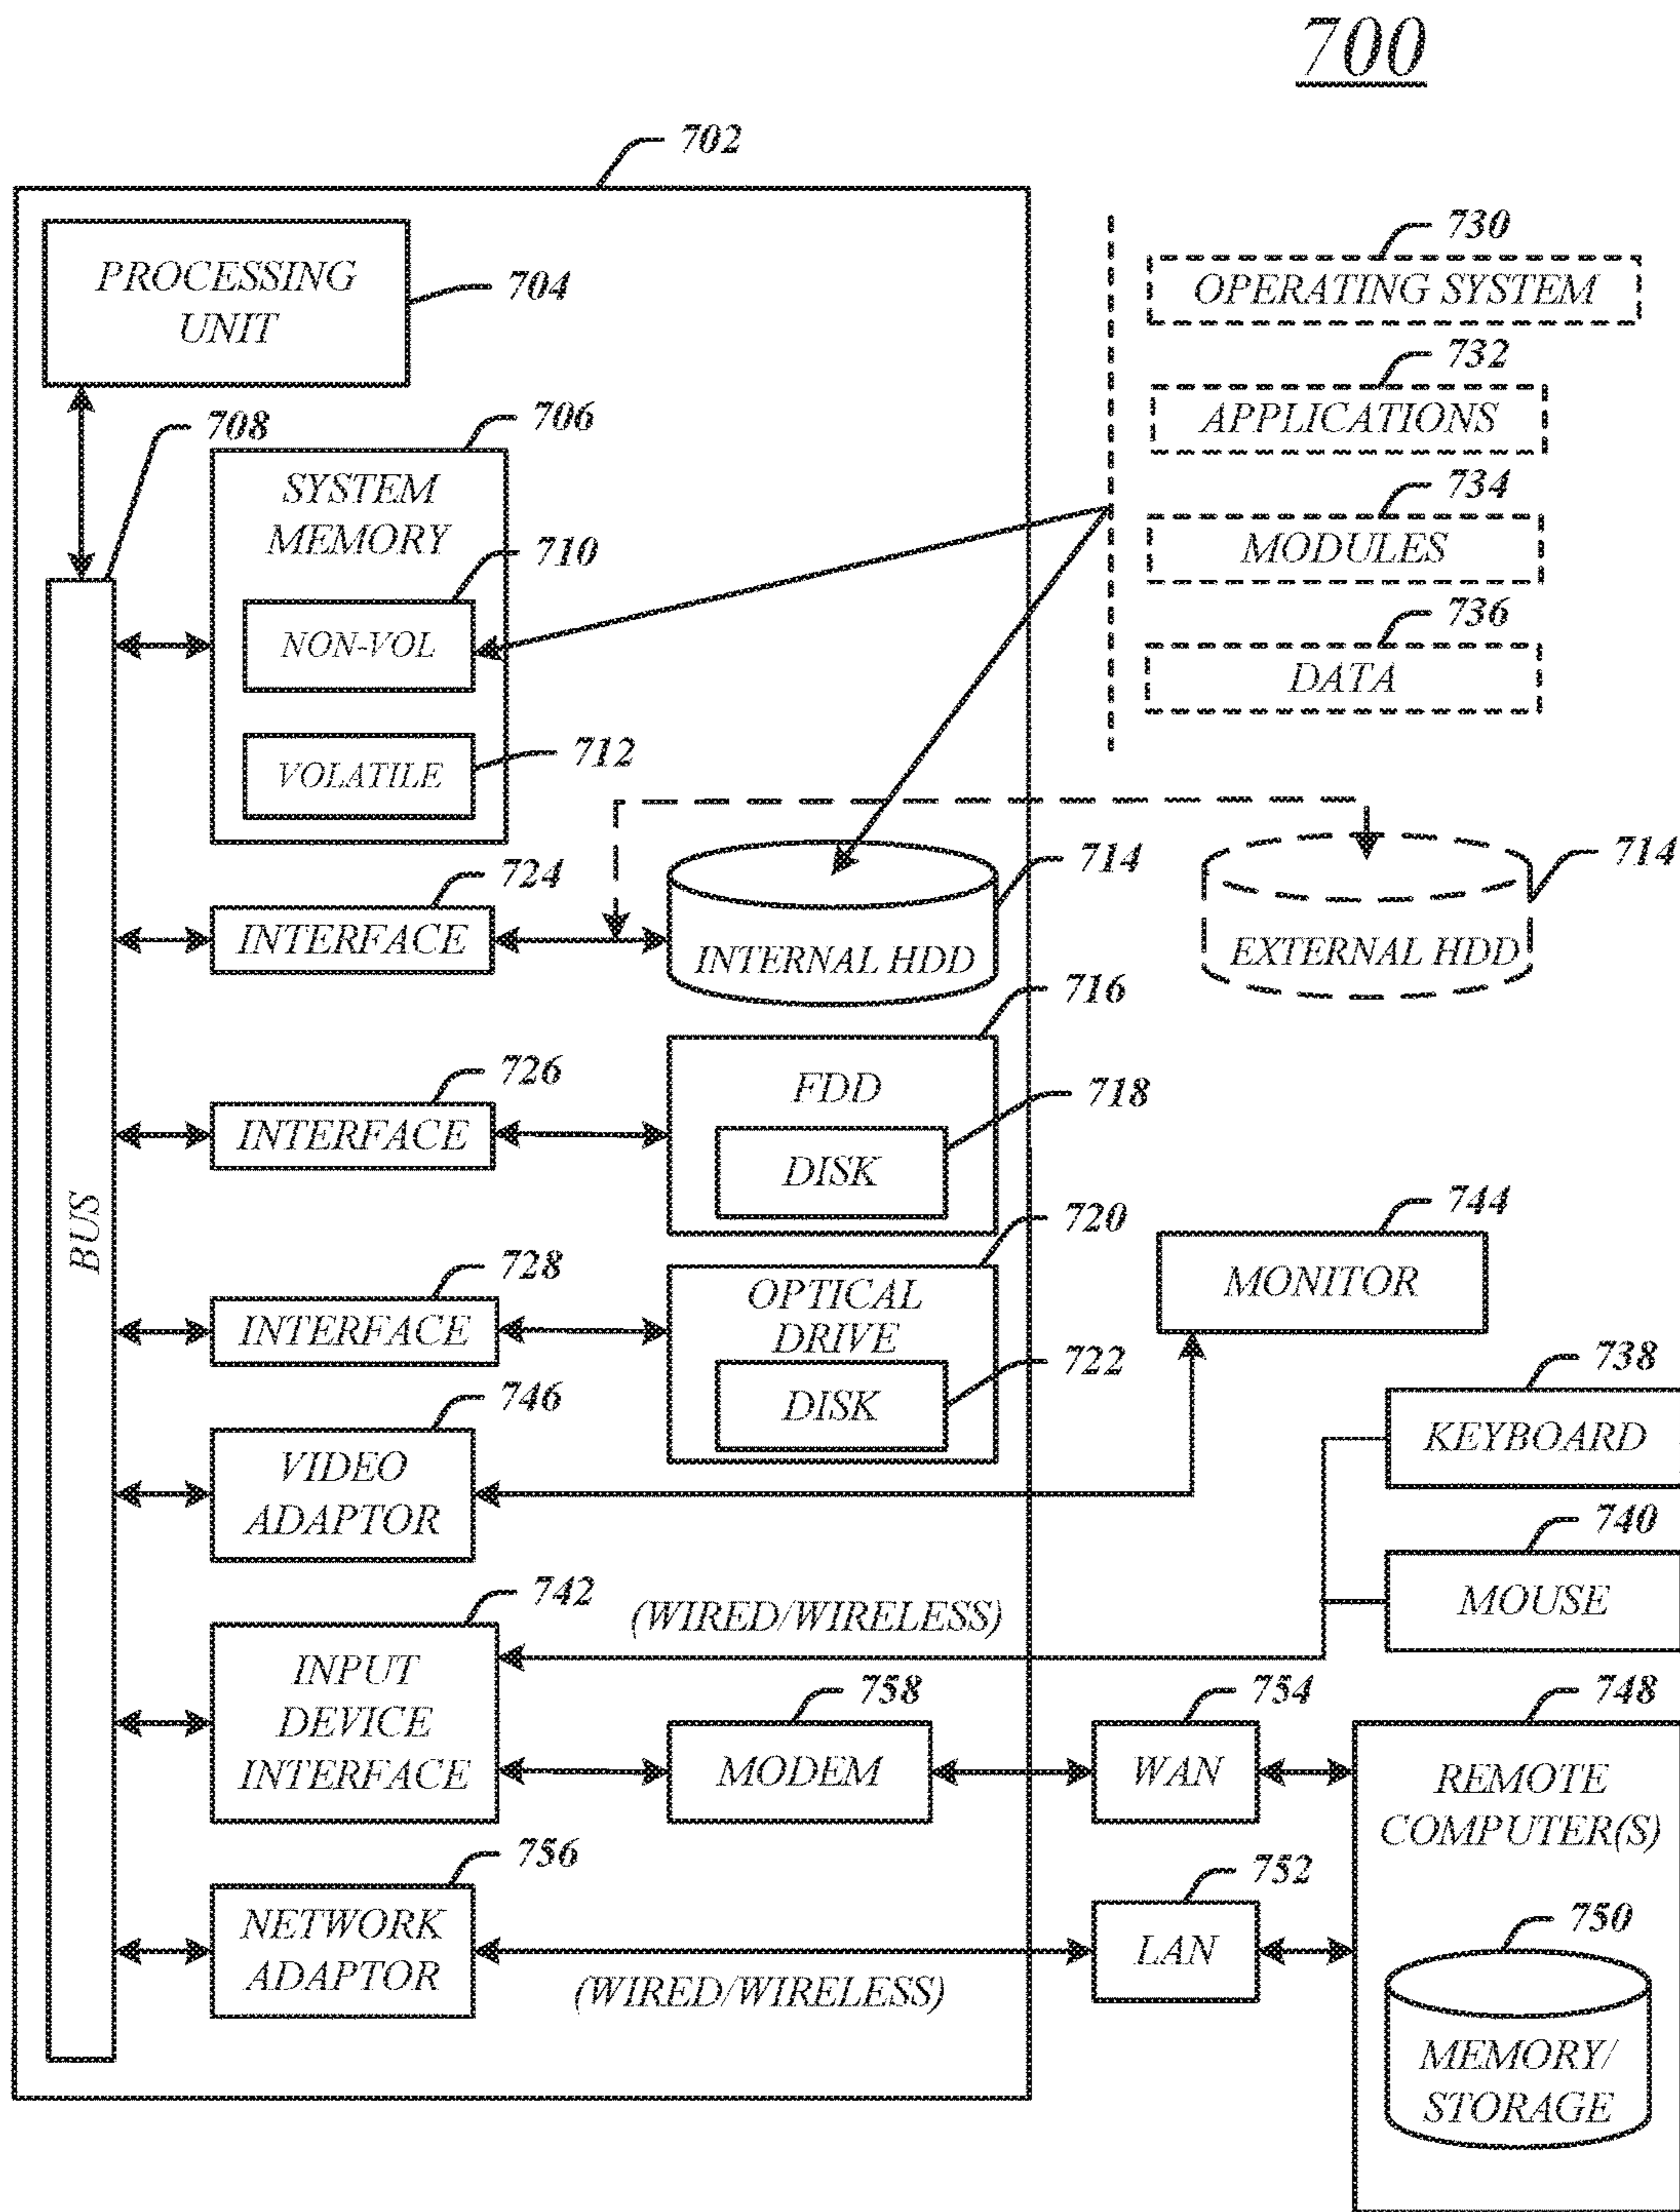 700
702
PROCESSING
UNIT
704
708
706
SYSTEM
MEMORY
710
NON-VOL
712
VOLATILE
730
OPERATING SYSTEM
732
APPLICATIONS
734
MODULES
736
DATA
724
INTERFACE
714
INTERNAL HDD
714
EXTERNAL HDD
726
INTERFACE
716
FDD
718
DISK
BUS
728
INTERFACE
720
OPTICAL
DRIVE
722
DISK
744
MONITOR
746
VIDEO
ADAPTOR
738
KEYBOARD
740
MOUSE
742
INPUT
DEVICE
INTERFACE
(WIRED/WIRELESS)
758
MODEM
754
WAN
748
REMOTE
COMPUTER(S)
756
NETWORK
ADAPTOR
(WIRED/WIRELESS)
752
LAN
750
MEMORY/
STORAGE